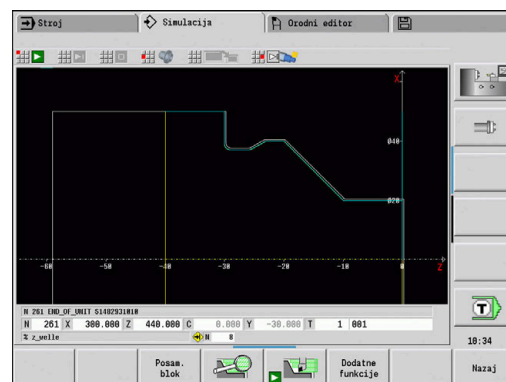 Stroj
Simulacija
Orodni editor
X
Ø40
Ø20
-60 -50 -40 -30 -20 -10 0 Z
N 261 END_OF_UNIT S1482931010
N 261 X 300.000 Z 440.000 C 0.000 Y -30.000 T 1 001
% z_welle N 8
10:34
Posam. blok
Dodatne funkcije
Nazaj
T